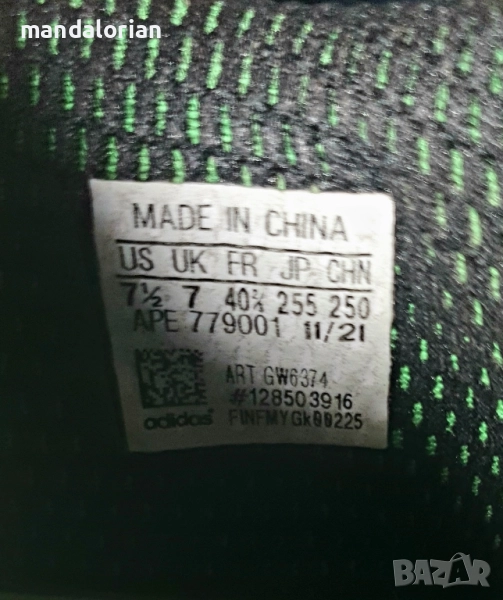 mandalorian
MADE IN CHINA
US UK FR JP CHN
7½ 7 40⅔ 255 250
APE 779001 11/21
ART GW6374
#128503916
adidas FINFMYGk00225
BAZAR